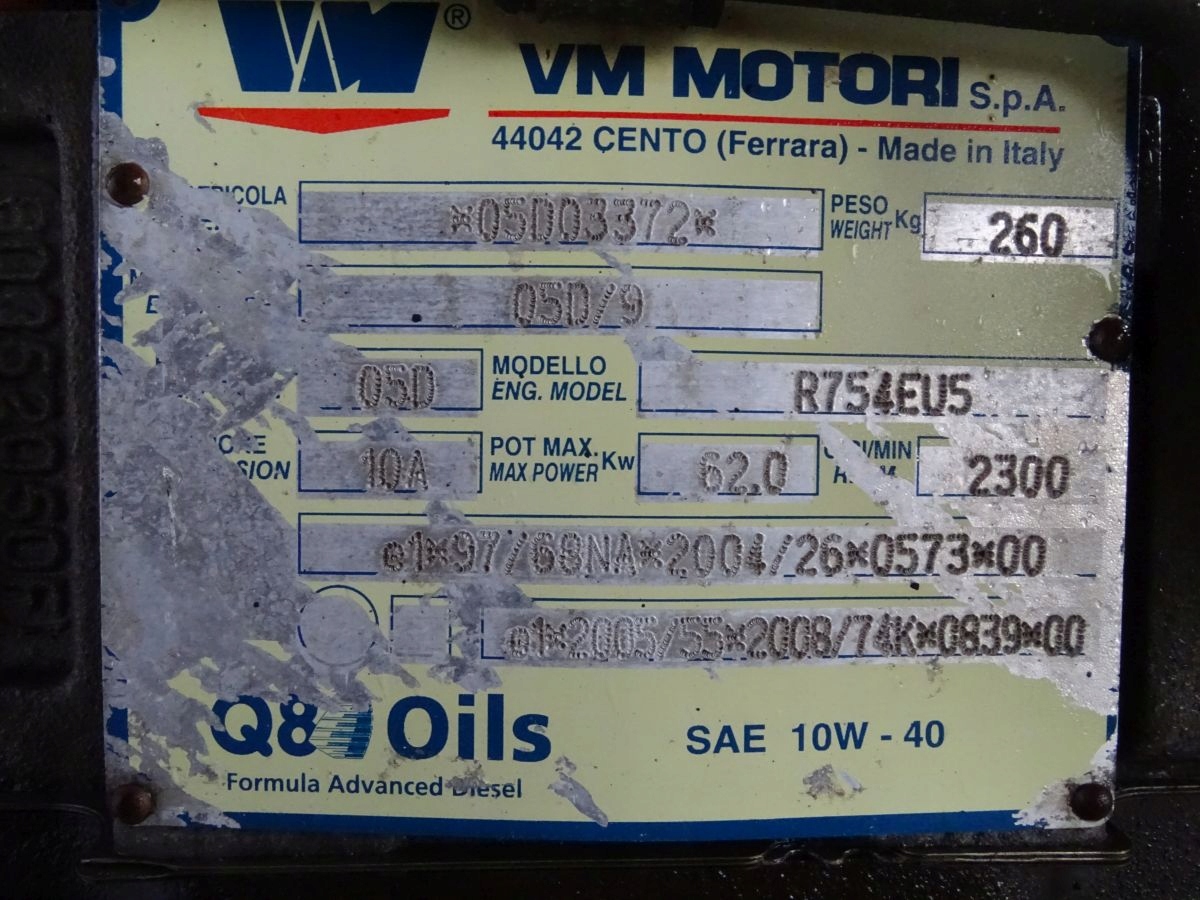 VM ®
VM MOTORI S.p.A.
44042 CENTO (Ferrara) - Made in Italy
*05D03372*
PESO
WEIGHT Kg
260
05D/9
05D
MODELLO
ENG. MODEL
R754EU5
10A
POT MAX.
MAX POWER Kw
62.0
2300
e1*97/68NA*2004/26*0573*00
e1*2005/55*2008/74K*0839*00
Q8 Oils
SAE 10W - 40
Formula Advanced Diesel